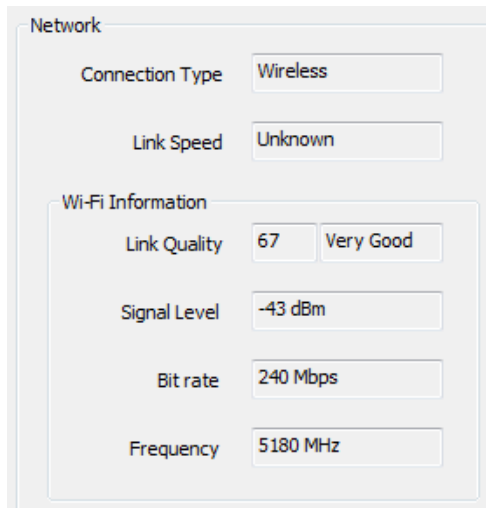 Network
Connection Type Wireless
Link Speed Unknown
Wi-Fi Information
Link Quality 67 Very Good
Signal Level -43 dBm
Bit rate 240 Mbps
Frequency 5180 MHz